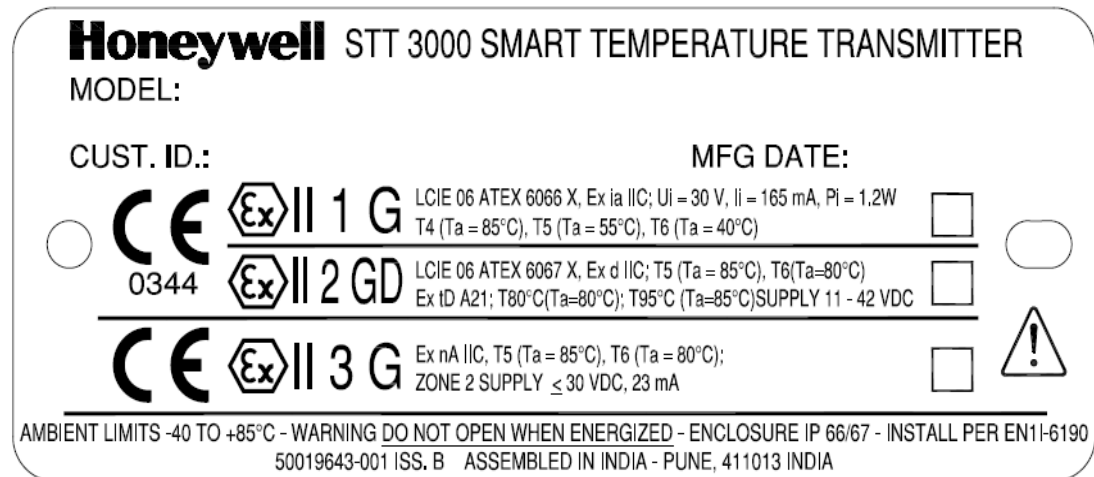 Honeywell STT 3000 SMART TEMPERATURE TRANSMITTER
MODEL:
CUST. ID.: MFG DATE:
CE 0344
Ex II 1 G
LCIE 06 ATEX 6066 X, Ex ia IIC; Ui = 30 V, Ii = 165 mA, Pi = 1.2W
T4 (Ta = 85°C), T5 (Ta = 55°C), T6 (Ta = 40°C)
Ex II 2 GD
LCIE 06 ATEX 6067 X, Ex d IIC; T5 (Ta = 85°C), T6(Ta=80°C)
Ex tD A21; T80°C(Ta=80°C); T95°C (Ta=85°C)SUPPLY 11 - 42 VDC
CE Ex II 3 G
Ex nA IIC, T5 (Ta = 85°C), T6 (Ta = 80°C);
ZONE 2 SUPPLY ≤ 30 VDC, 23 mA
AMBIENT LIMITS -40 TO +85°C - WARNING DO NOT OPEN WHEN ENERGIZED - ENCLOSURE IP 66/67 - INSTALL PER EN1I-6190
50019643-001 ISS. B ASSEMBLED IN INDIA - PUNE, 411013 INDIA